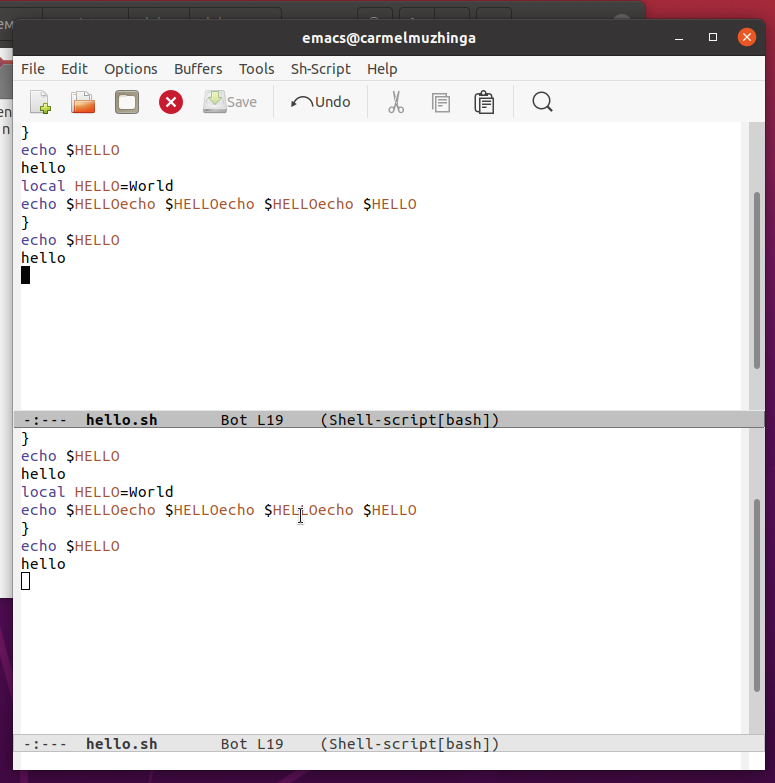 emacs@carmelmuzhinga
File Edit Options Buffers Tools Sh-Script Help
Save Undo
}
echo $HELLO
hello
local HELLO=World
echo $HELLOecho $HELLOecho $HELLOecho $HELLO
}
echo $HELLO
hello
-:--- hello.sh Bot L19 (Shell-script[bash])
}
echo $HELLO
hello
local HELLO=World
echo $HELLOecho $HELLOecho $HELLOecho $HELLO
}
echo $HELLO
hello
-:--- hello.sh Bot L19 (Shell-script[bash])